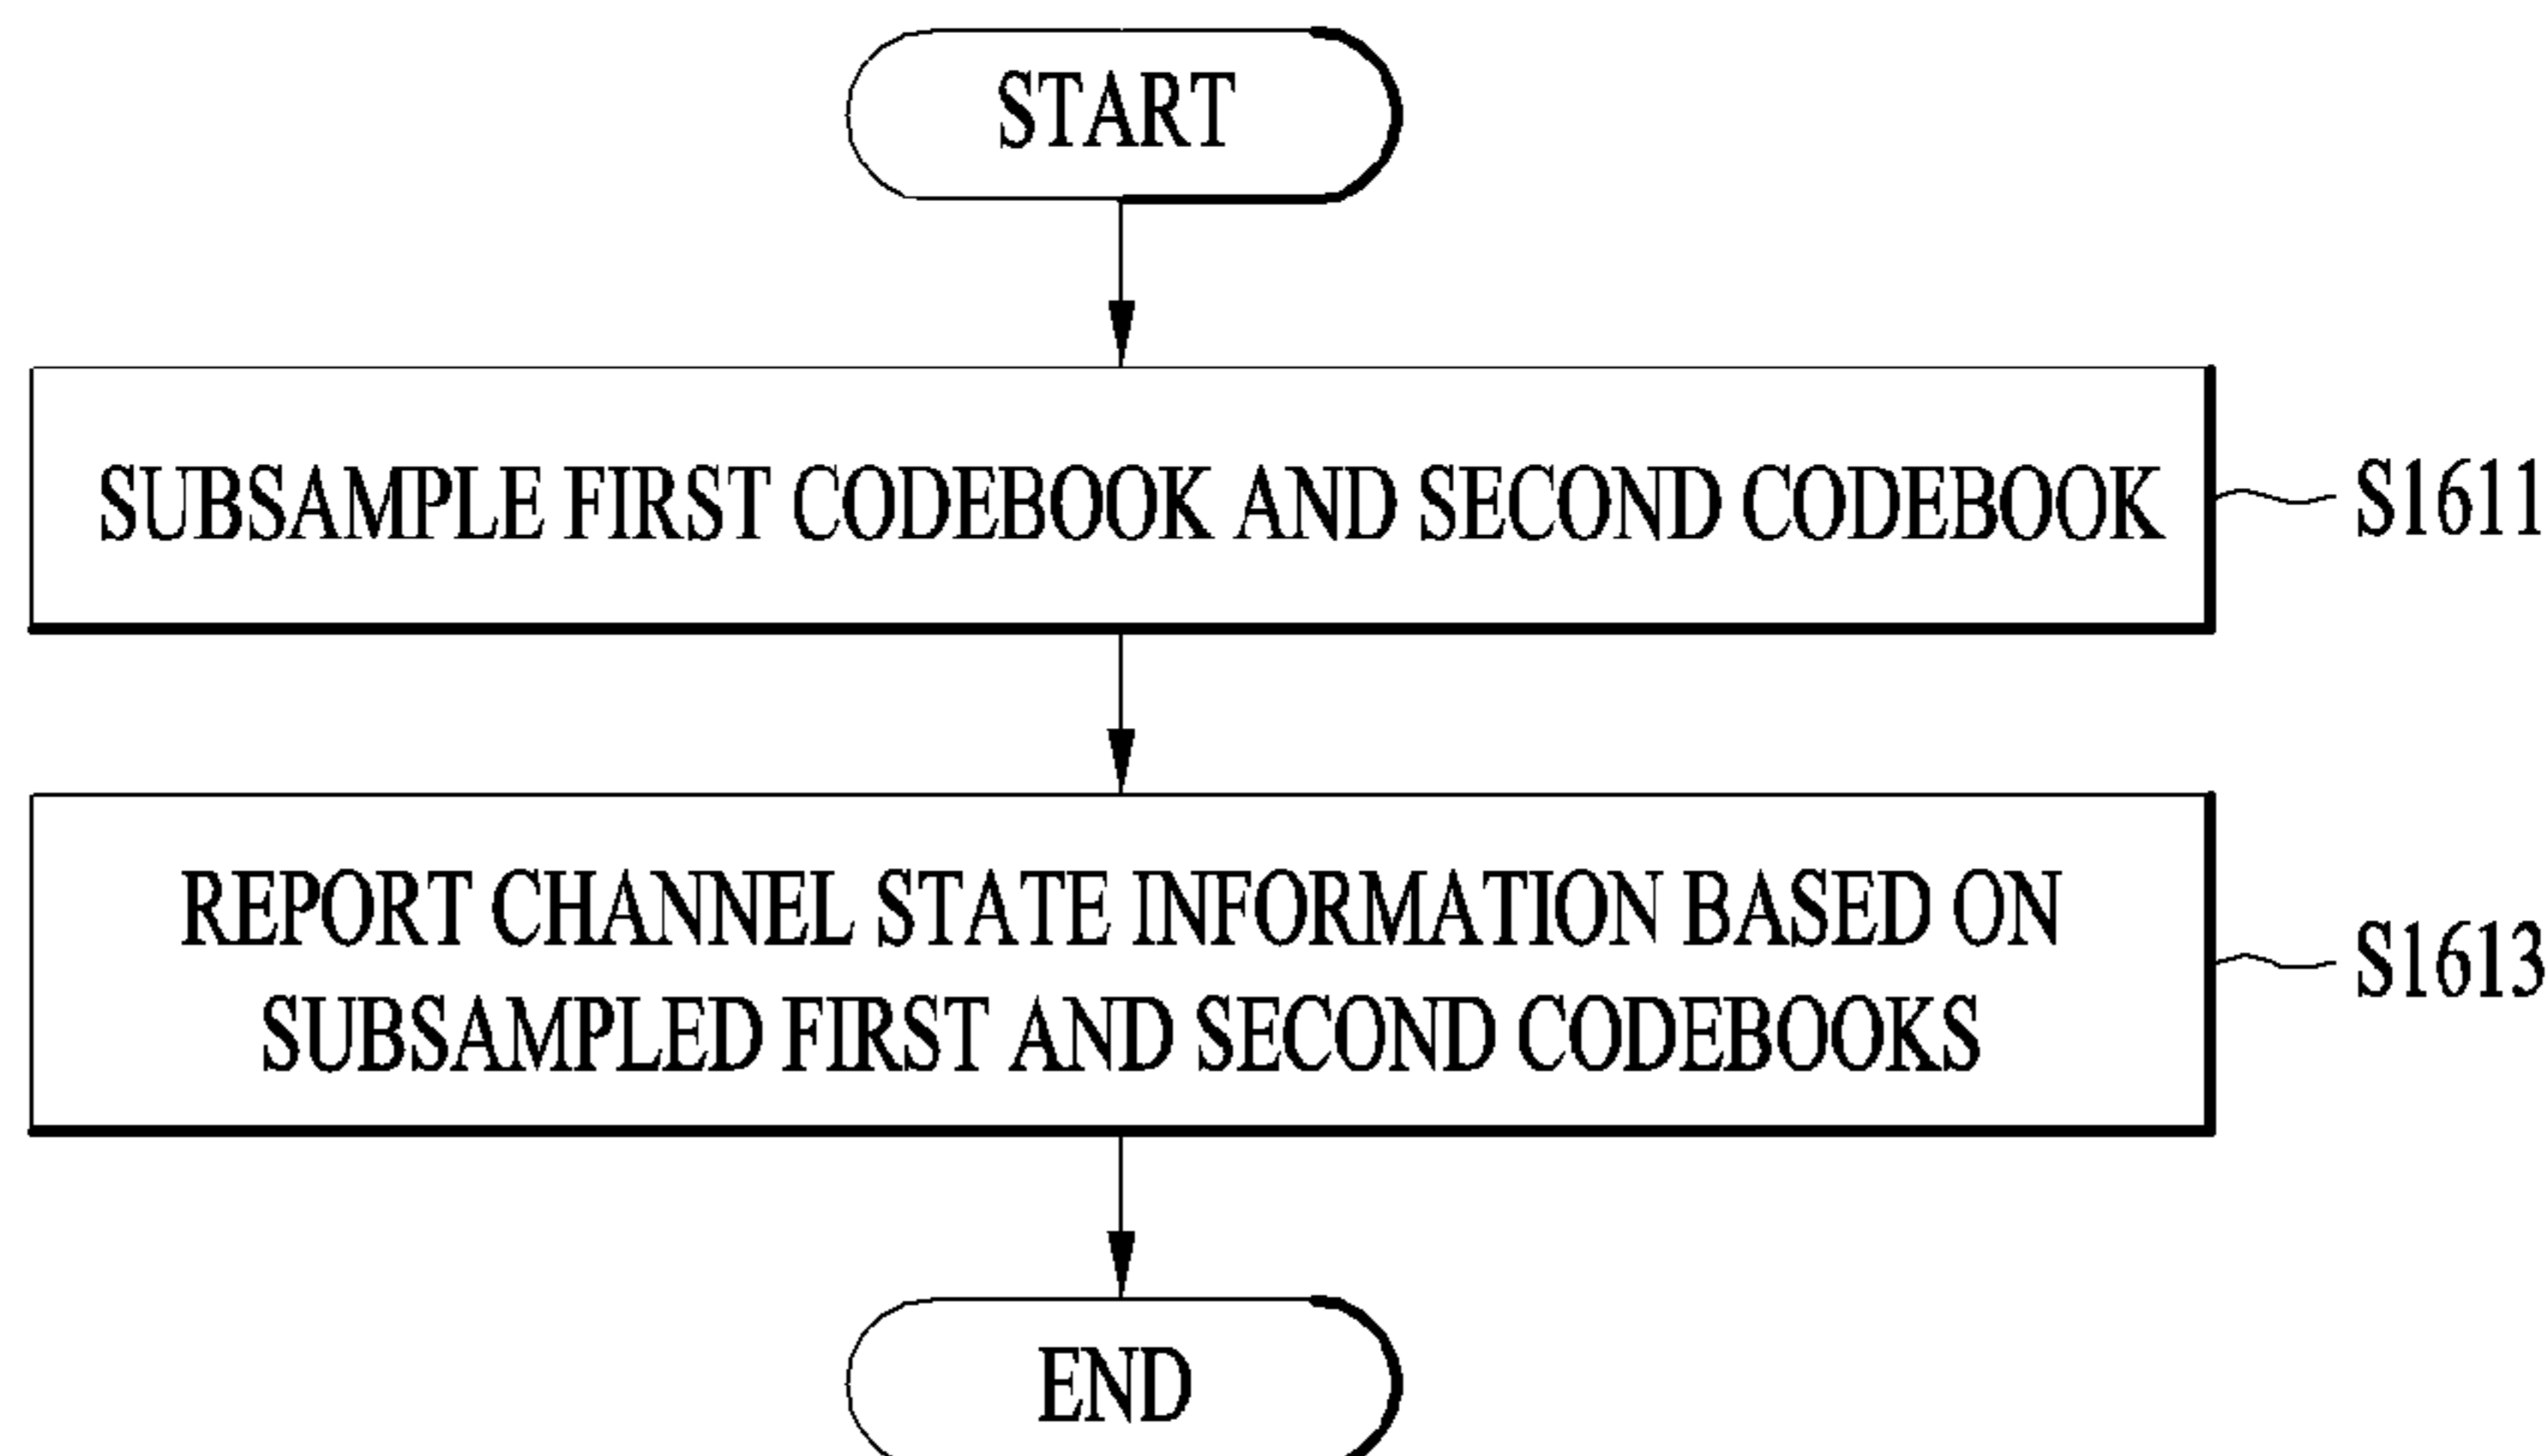 START
SUBSAMPLE FIRST CODEBOOK AND SECOND CODEBOOK
S1611
REPORT CHANNEL STATE INFORMATION BASED ON
SUBSAMPLED FIRST AND SECOND CODEBOOKS
S1613
END